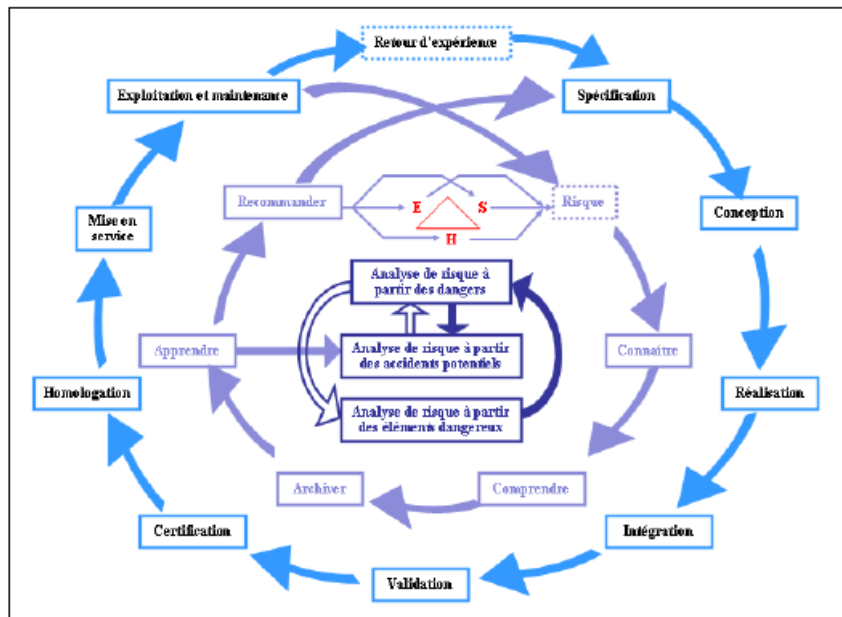 Retour d'expérience
Exploitation et maintenance
Spécification
Recommander
E
S
H
Risque
Mise en
service
Conception
Analyse de risque à
partir des dangers
Apprendre
Analyse de risque à partir
des accidents potentiels
Connaître
Homologation
Analyse de risque à partir
des éléments dangereux
Réalisation
Archiver
Comprendre
Certification
Intégration
Validation